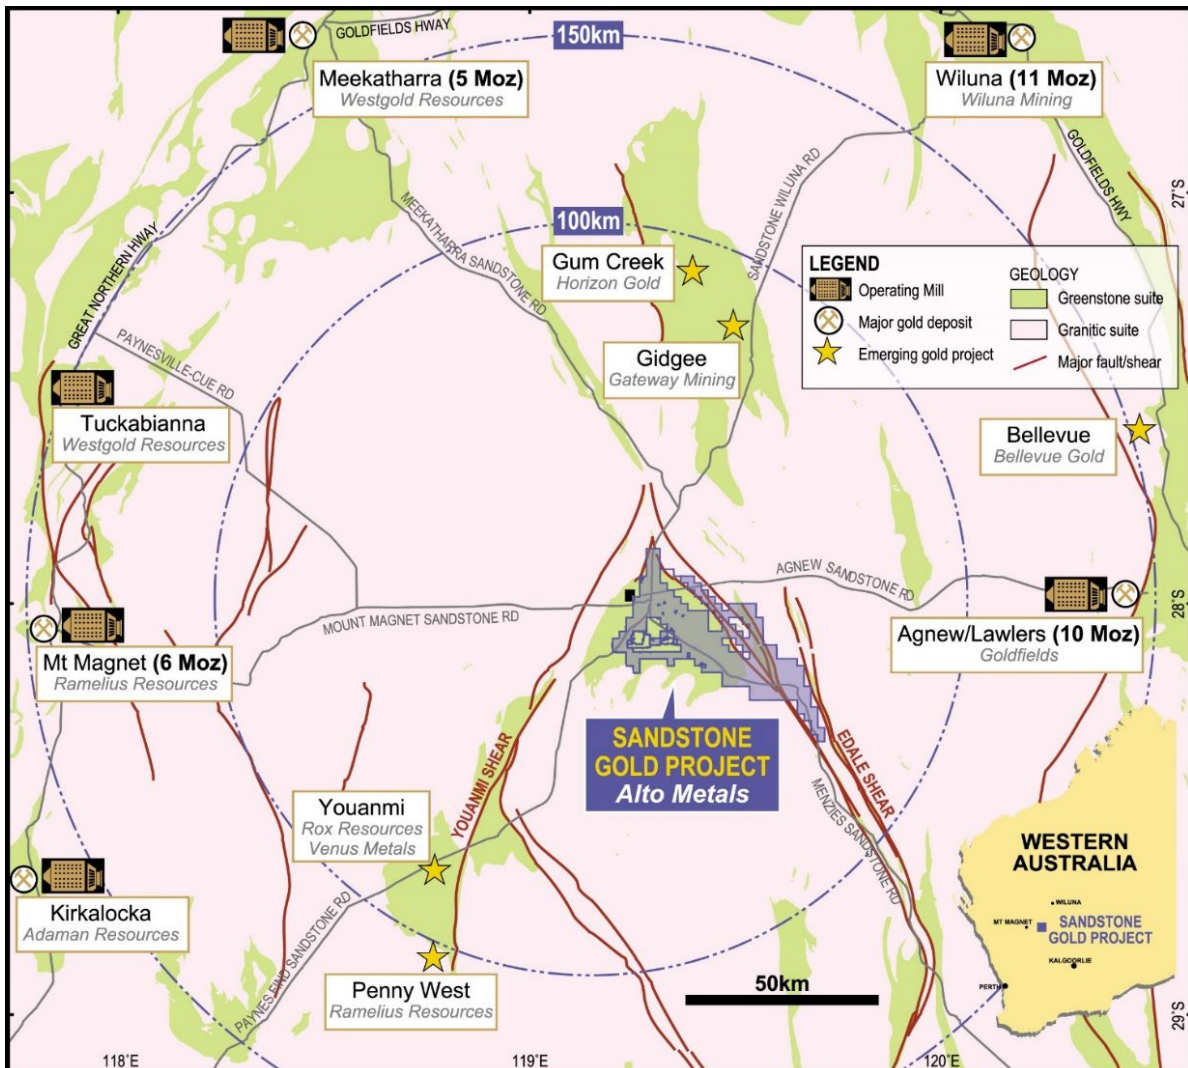 GOLDFIELDS HWY
150km
Meekatharra (5 Moz)
Westgold Resources
Wiluna (11 Moz)
Wiluna Mining
GOLDFIELDS HWY
27°S
MEEKATHARRA SANDSTONE RD
SANDSTONE WILUNA RD
100km
GREAT NORTHERN HWAY
Gum Creek
Horizon Gold
LEGEND
Operating Mill
Major gold deposit
Emerging gold project
GEOLOGY
Greenstone suite
Granitic suite
Major fault/shear
PAYNESVILLE-CUE RD
Gidgee
Gateway Mining
Tuckabianna
Westgold Resources
Bellevue
Bellevue Gold
AGNEW SANDSTONE RD
28°S
MOUNT MAGNET SANDSTONE RD
Mt Magnet (6 Moz)
Ramelius Resources
Agnew/Lawlers (10 Moz)
Goldfields
SANDSTONE
GOLD PROJECT
Alto Metals
YOUANMI SHEAR
EDALE SHEAR
MENZIES SANDSTONE RD
Youanmi
Rox Resources
Venus Metals
Kirkalocka
Adaman Resources
PAYNES FIND SANDSTONE RD
Penny West
Ramelius Resources
50km
WESTERN
AUSTRALIA
WILUNA
MT MAGNET
SANDSTONE
GOLD PROJECT
KALGOORLIE
PERTH
29°S
118°E
119°E
120°E